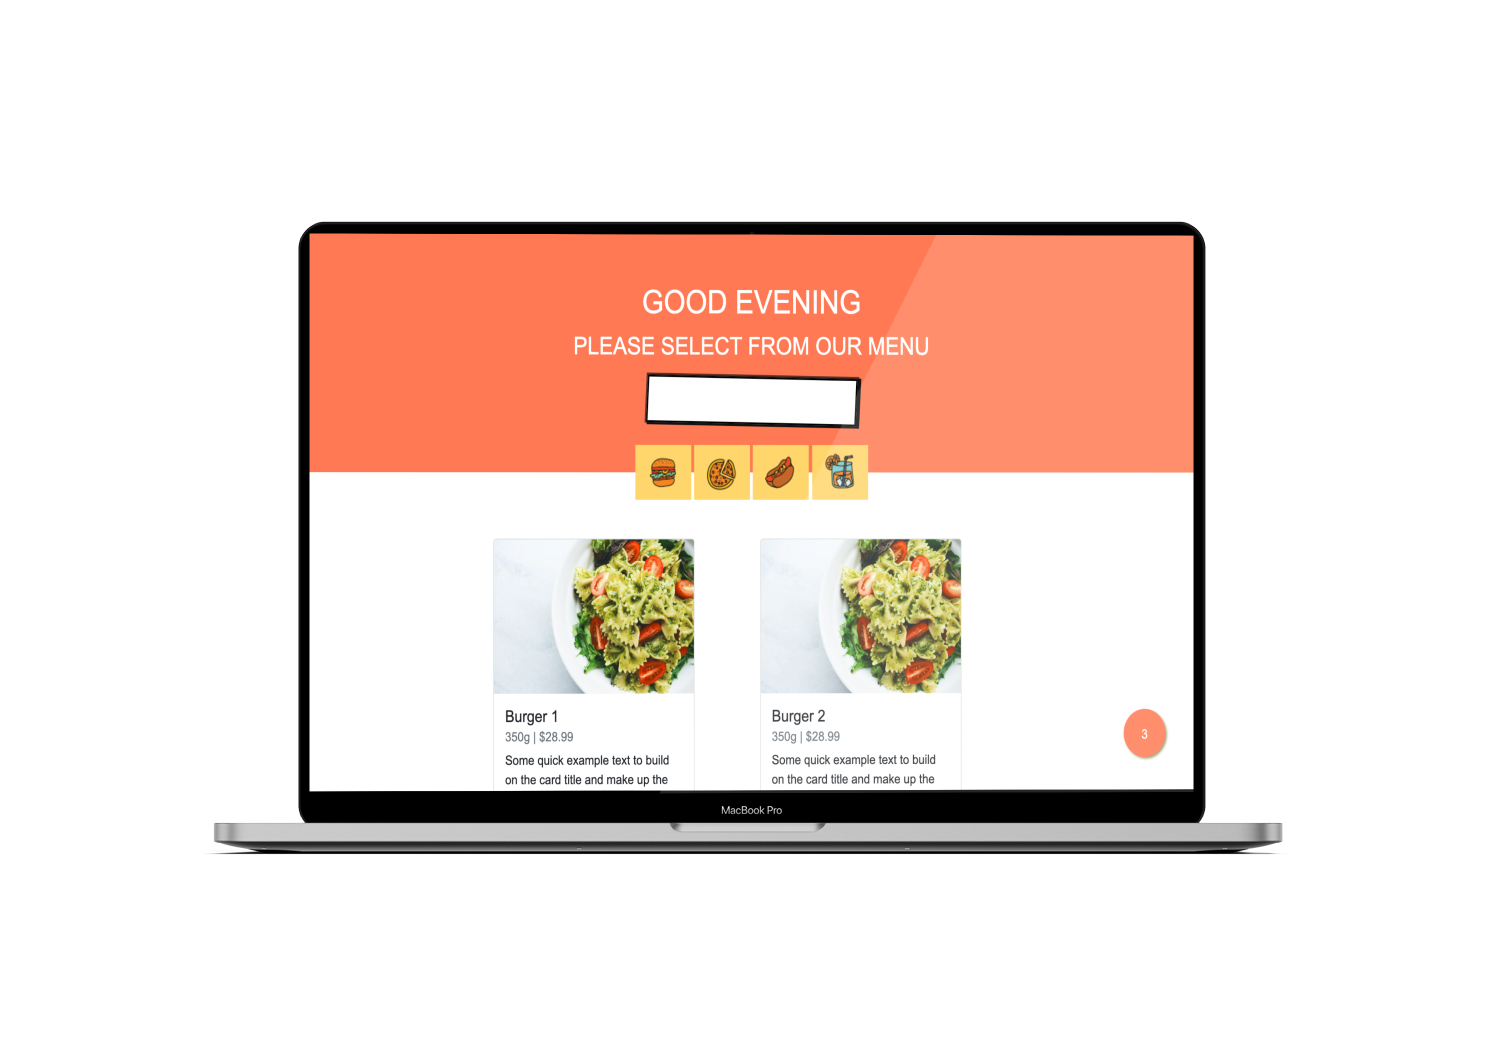 GOOD EVENING
PLEASE SELECT FROM OUR MENU
Burger 1
350g | $28.99
Some quick example text to build
on the card title and make up the
Burger 2
350g | $28.99
Some quick example text to build
on the card title and make up the
3
MacBook Pro